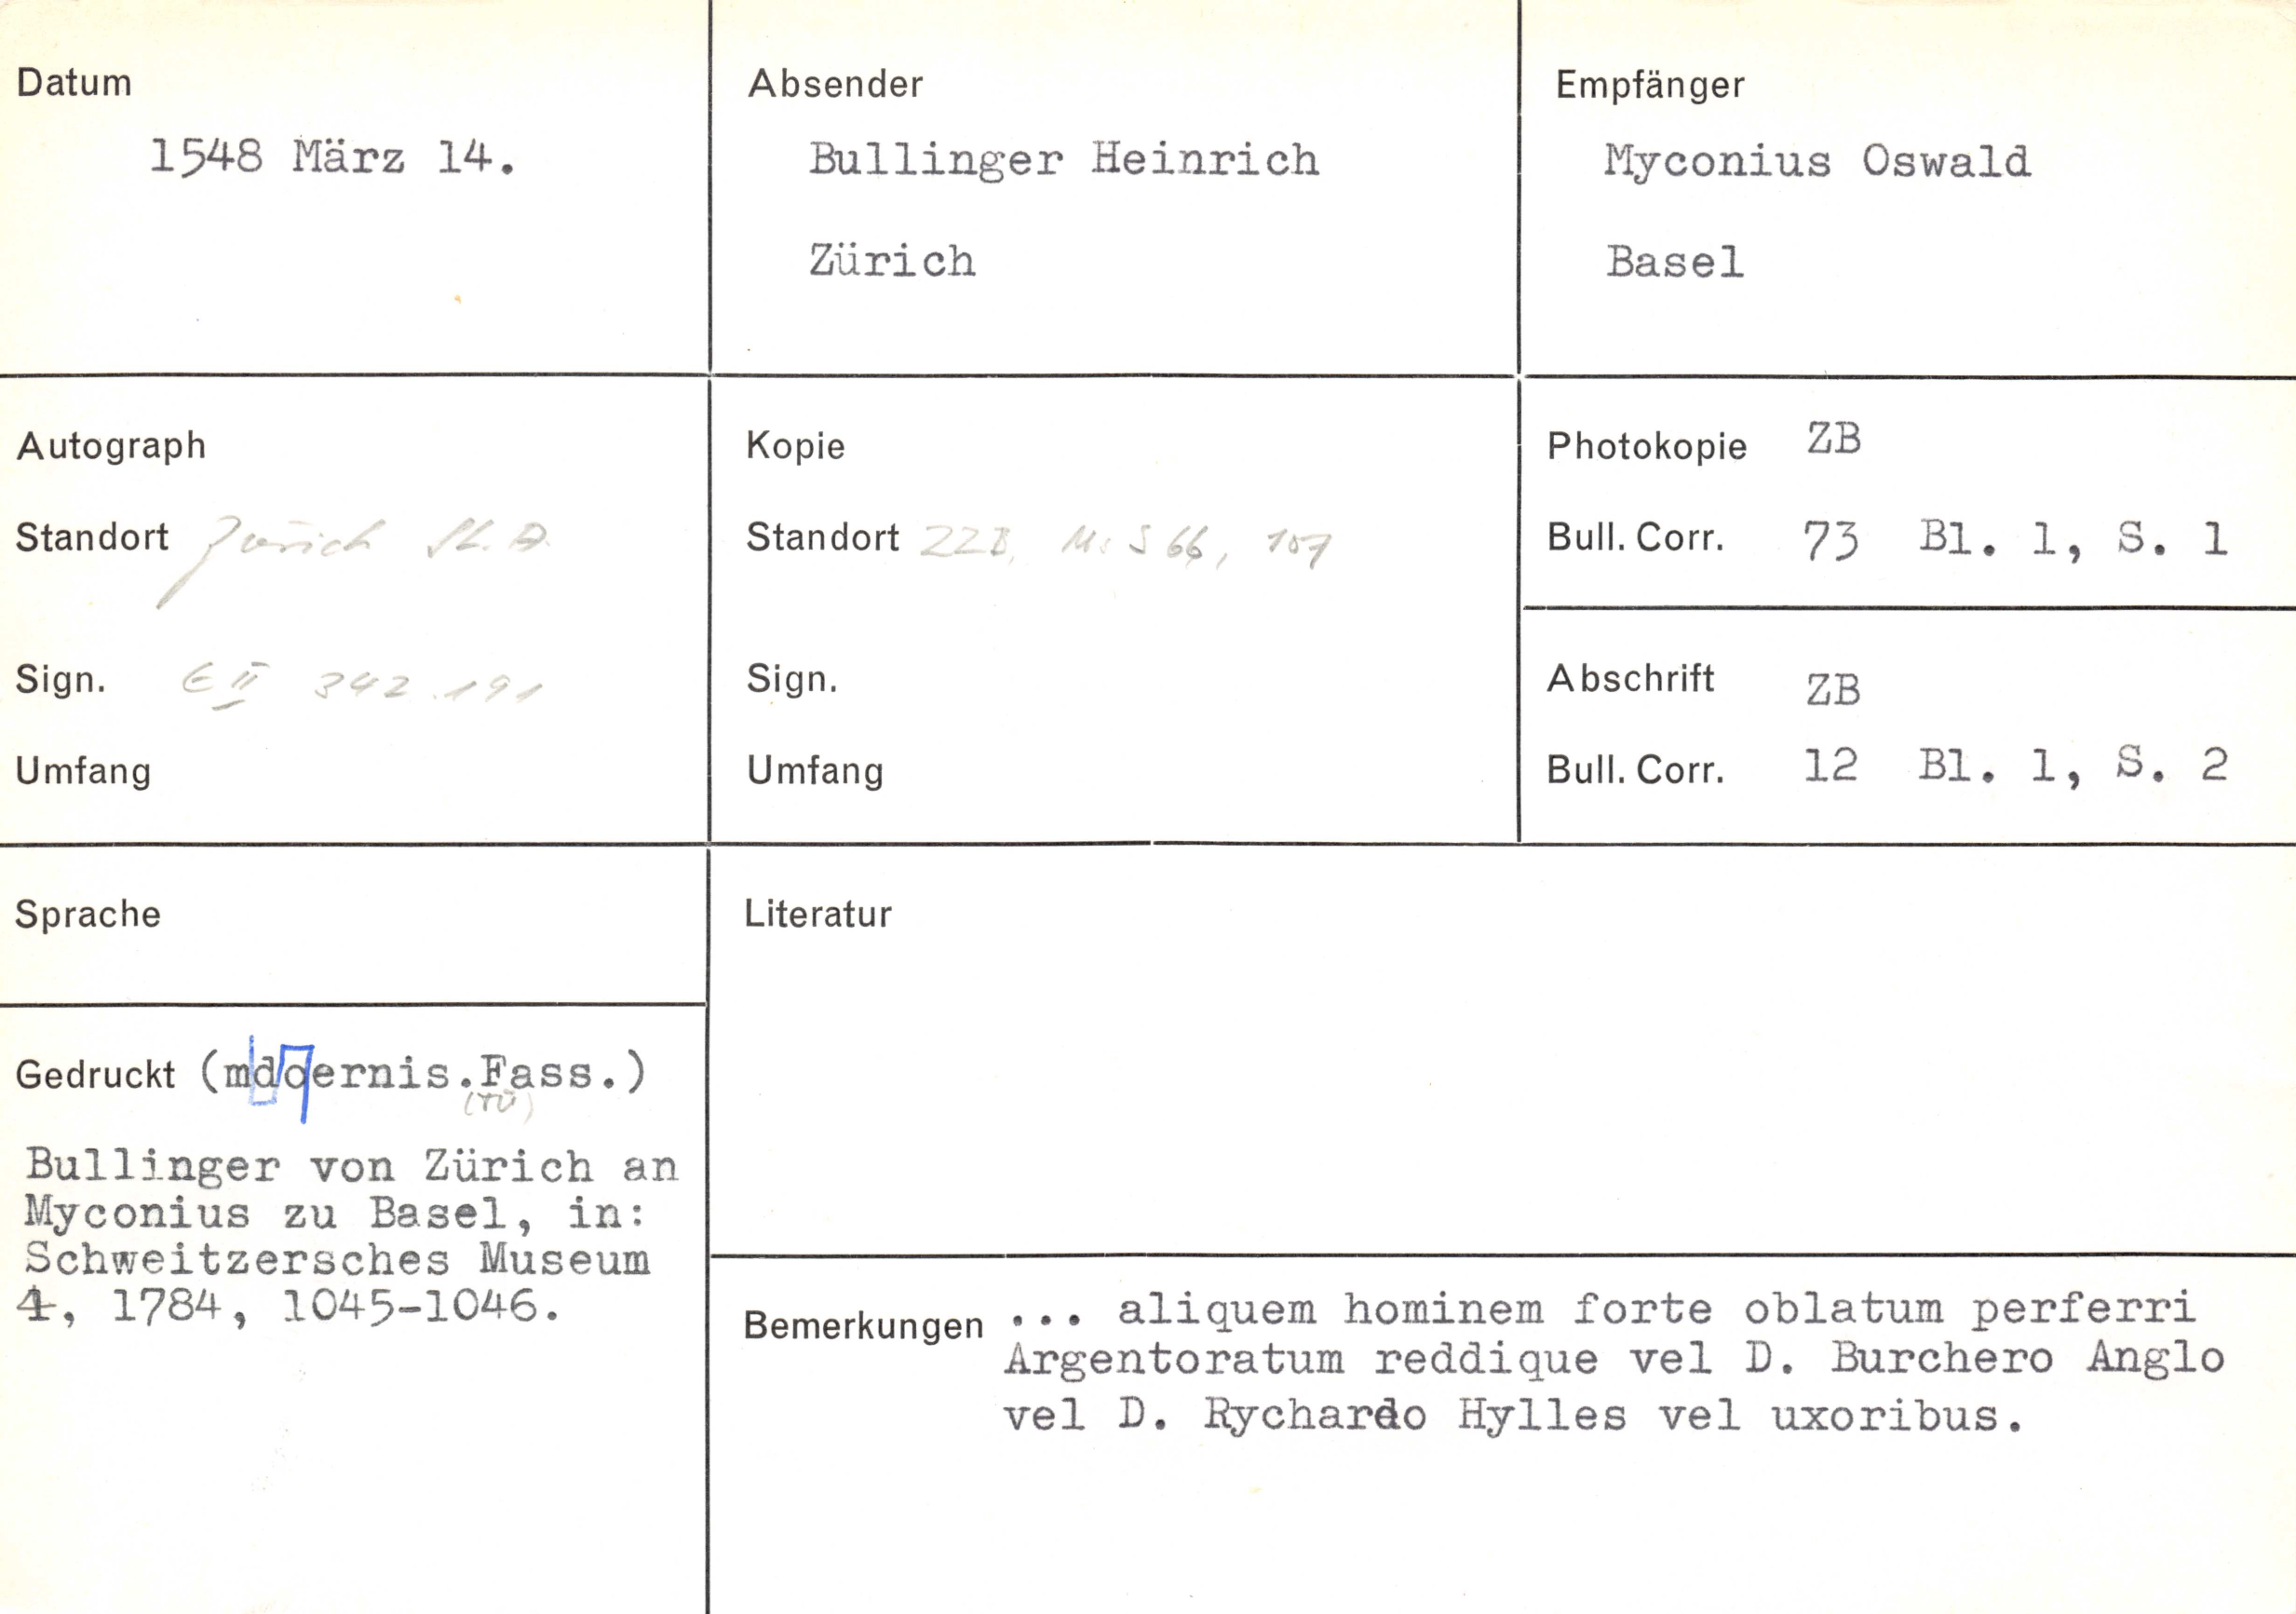 Datum
1548 März 14.
Absender
Bullinger Heinrich
Zürich
Empfänger
Myconius Oswald
Basel
Autograph
Standort Zürich St.A.
Sign. E II 342.191
Umfang
Kopie
Standort ZZB, Ms S 66, 107
Sign.
Umfang
Photokopie ZB
Bull. Corr. 73 Bl. 1, S. 1
Abschrift ZB
Bull. Corr. 12 Bl. 1, S. 2
Sprache
Literatur
Gedruckt (mdoernis.Fass.)
(TÜ)
Bullinger von Zürich an
Myconius zu Basel, in:
Schweitzersches Museum
4, 1784, 1045-1046.
Bemerkungen ... aliquem hominem forte oblatum perferri
Argentoratum reddique vel D. Burchero Anglo
vel D. Rychardo Hylles vel uxoribus.